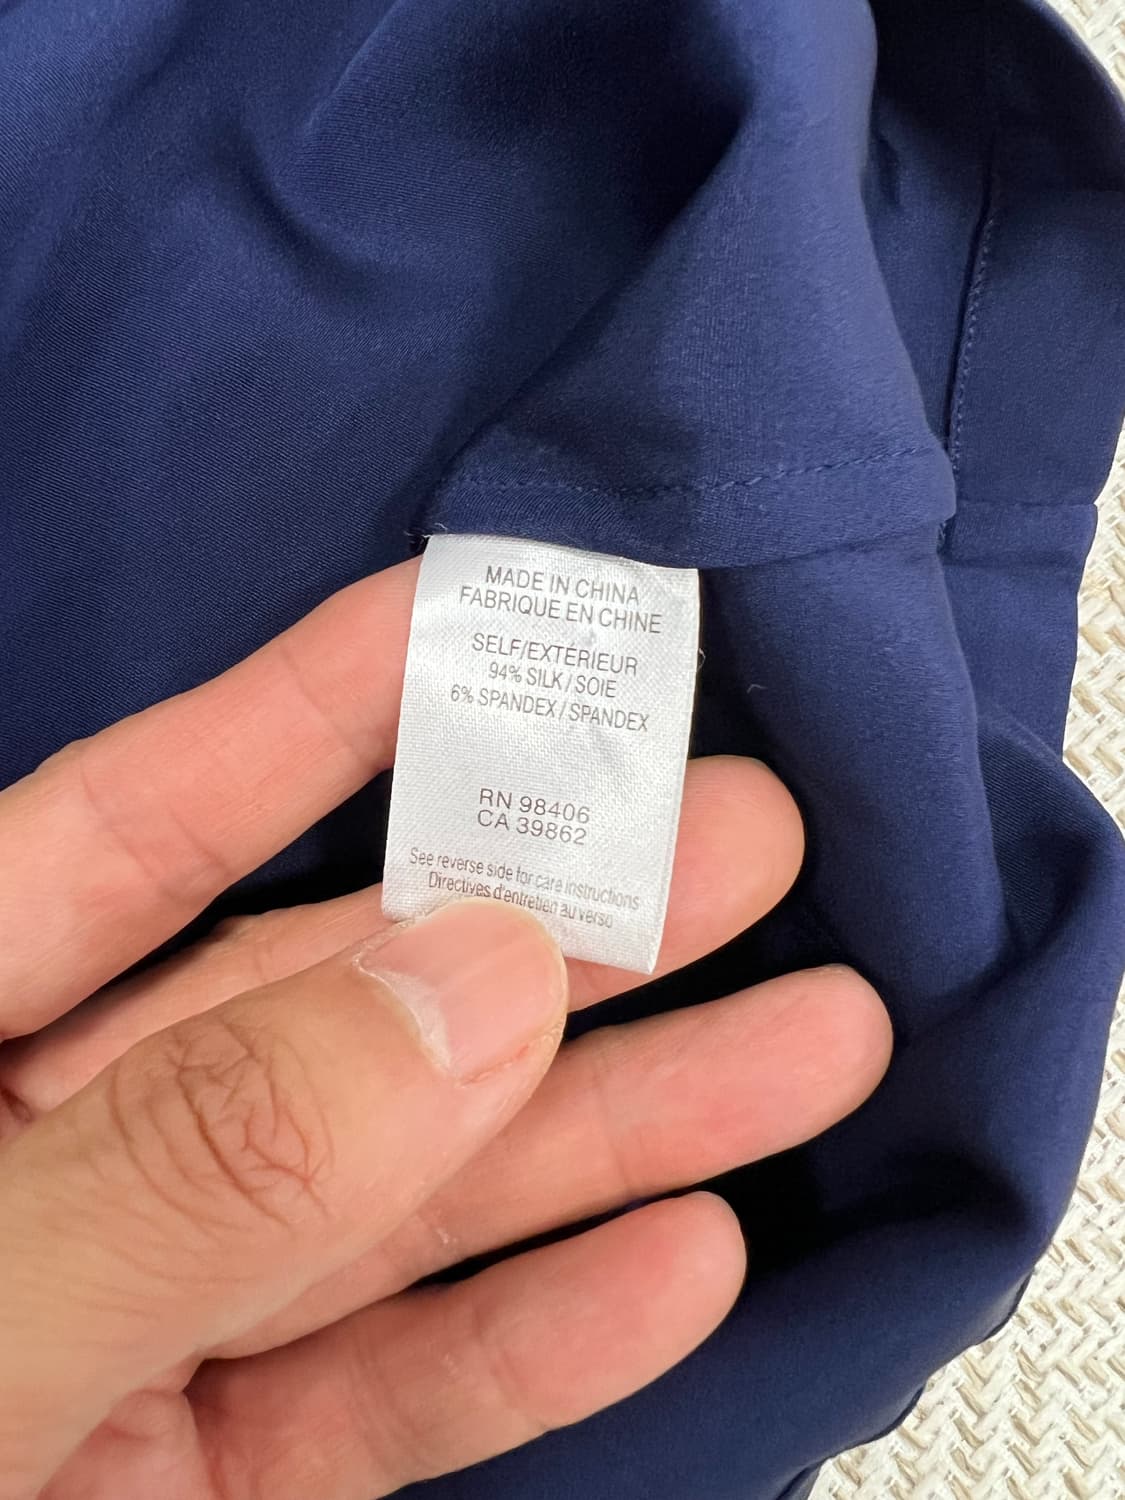 MADE IN CHINA
FABRIQUE EN CHINE
SELF/EXTÉRIEUR
94% SILK / SOIE
6% SPANDEX / SPANDEX
RN 98406
CA 39862
See reverse side for care instructions
Directives d'entretien au verso